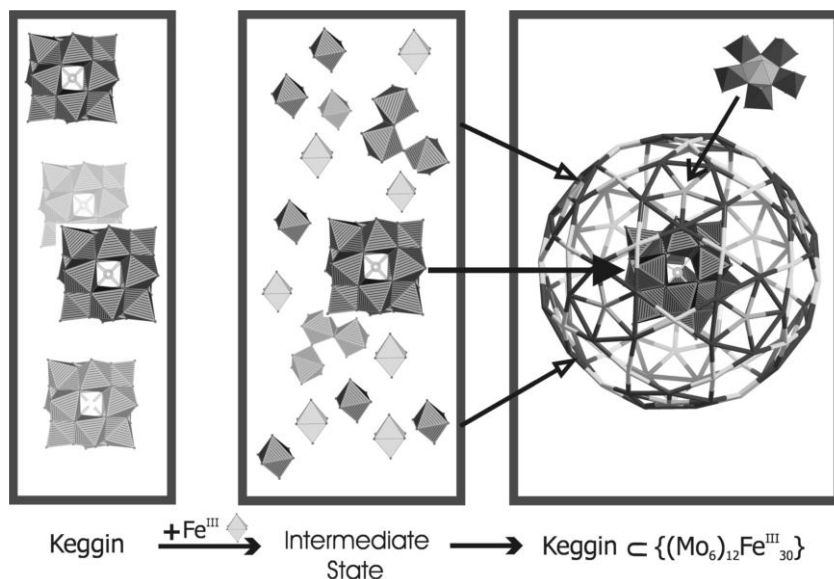 Keggin
+Fe^III
Intermediate
State
Keggin ⊂ {(Mo₆)₁₂Fe^III₃₀}